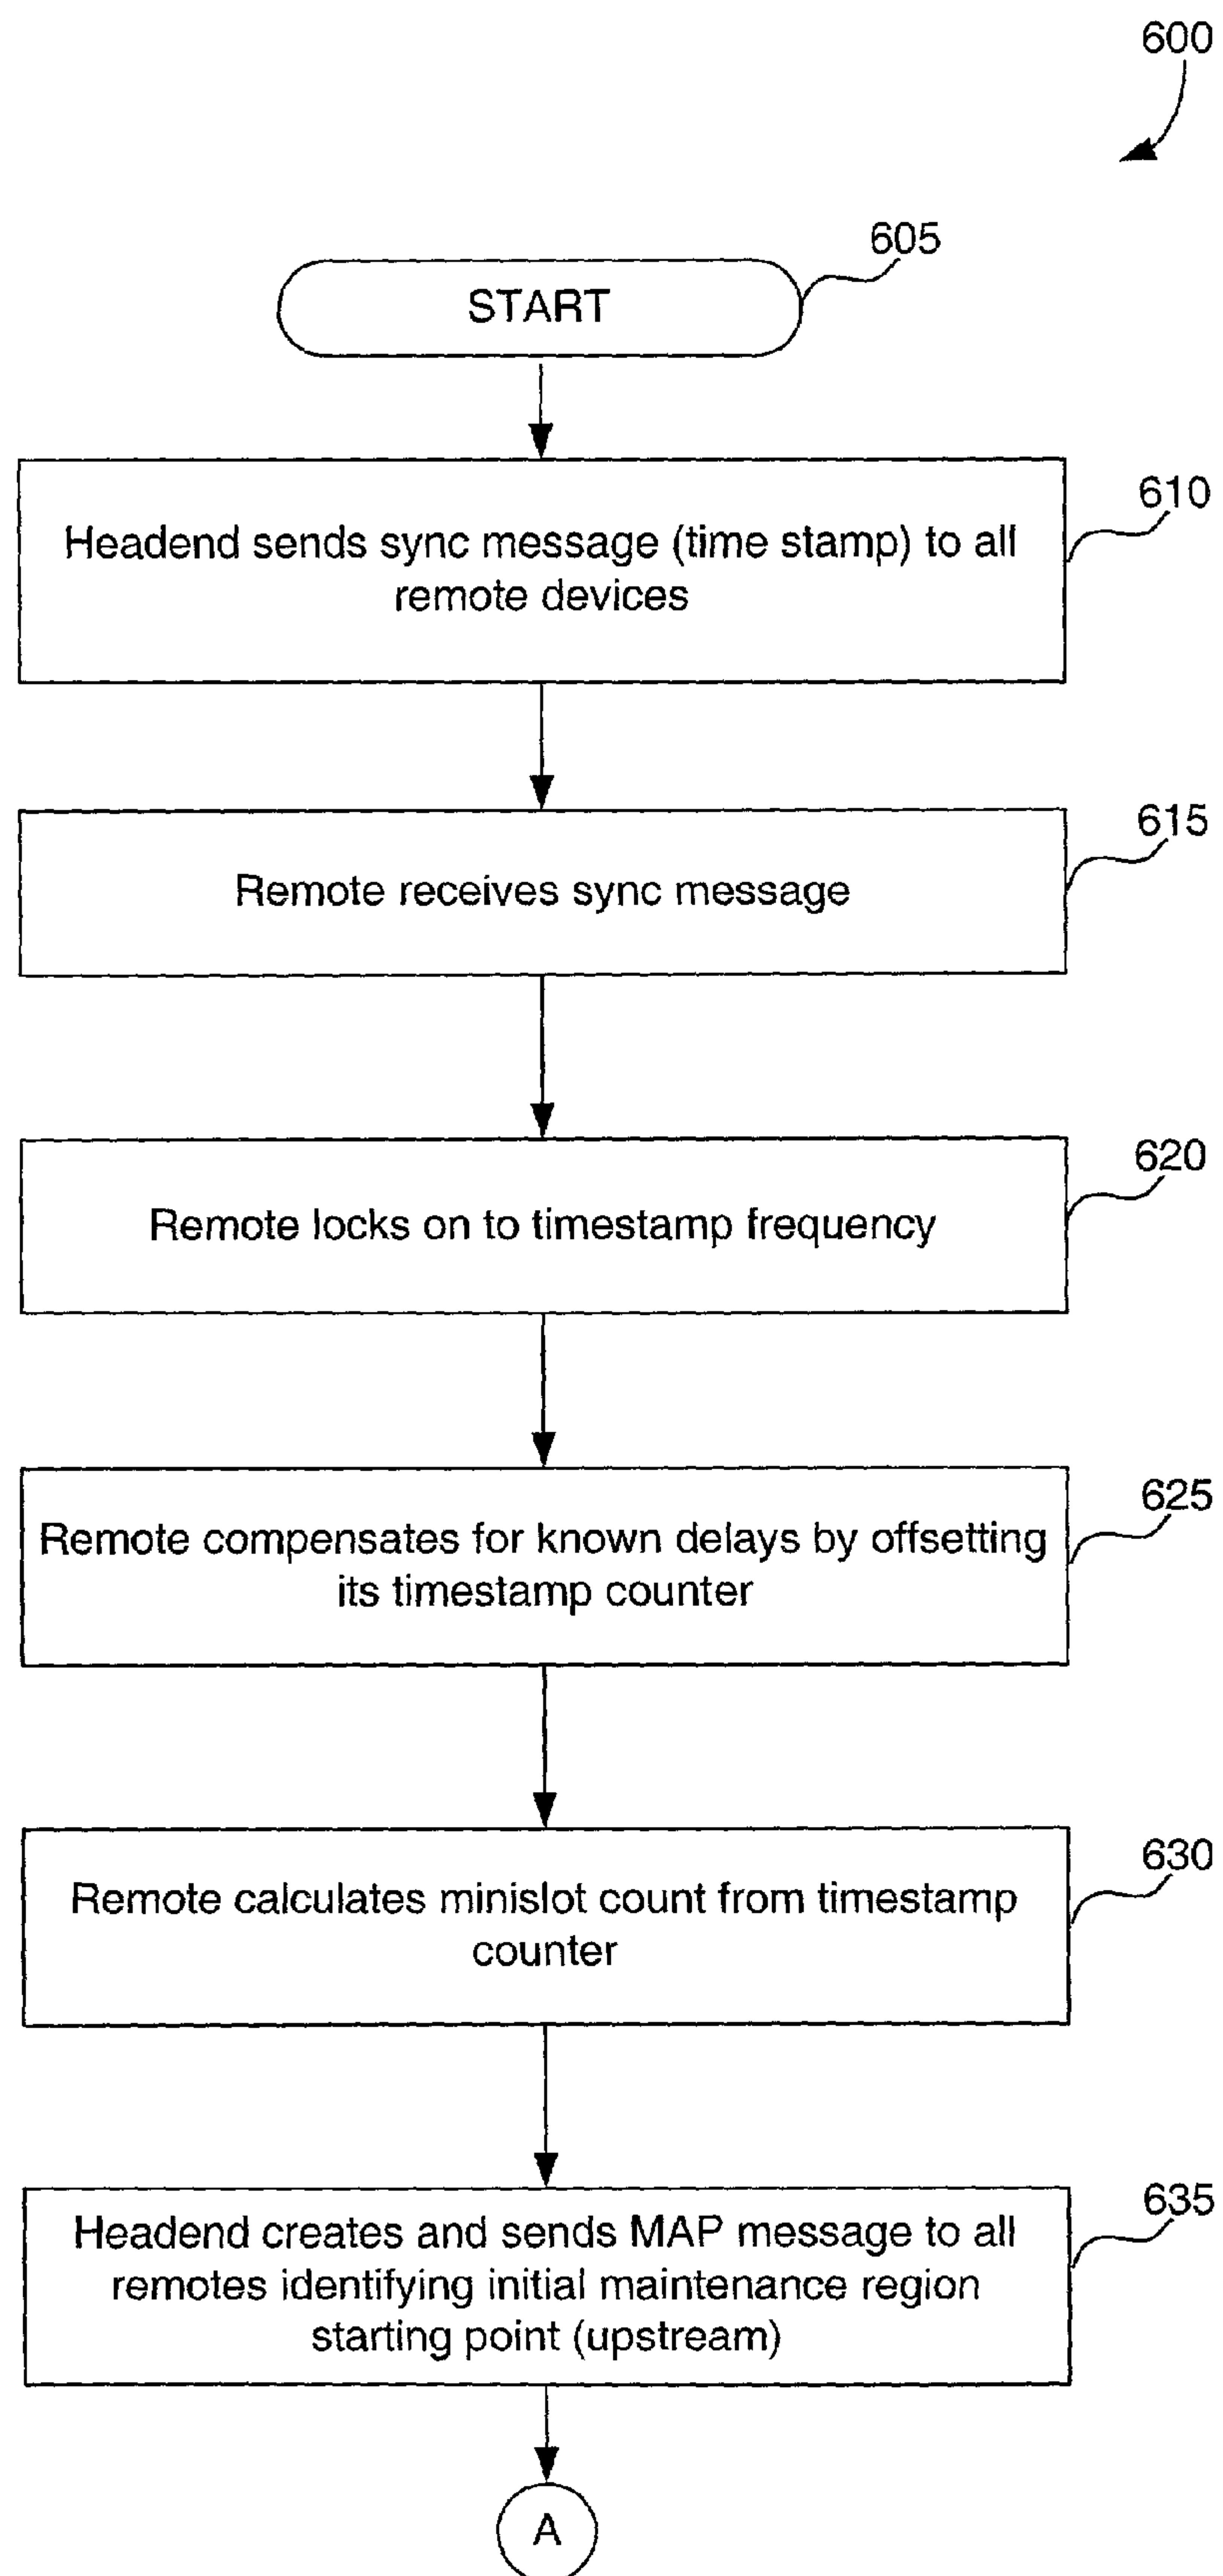 600
605
START
610
Headend sends sync message (time stamp) to all
remote devices
615
Remote receives sync message
620
Remote locks on to timestamp frequency
625
Remote compensates for known delays by offsetting
its timestamp counter
630
Remote calculates minislot count from timestamp
counter
635
Headend creates and sends MAP message to all
remotes identifying initial maintenance region
starting point (upstream)
A